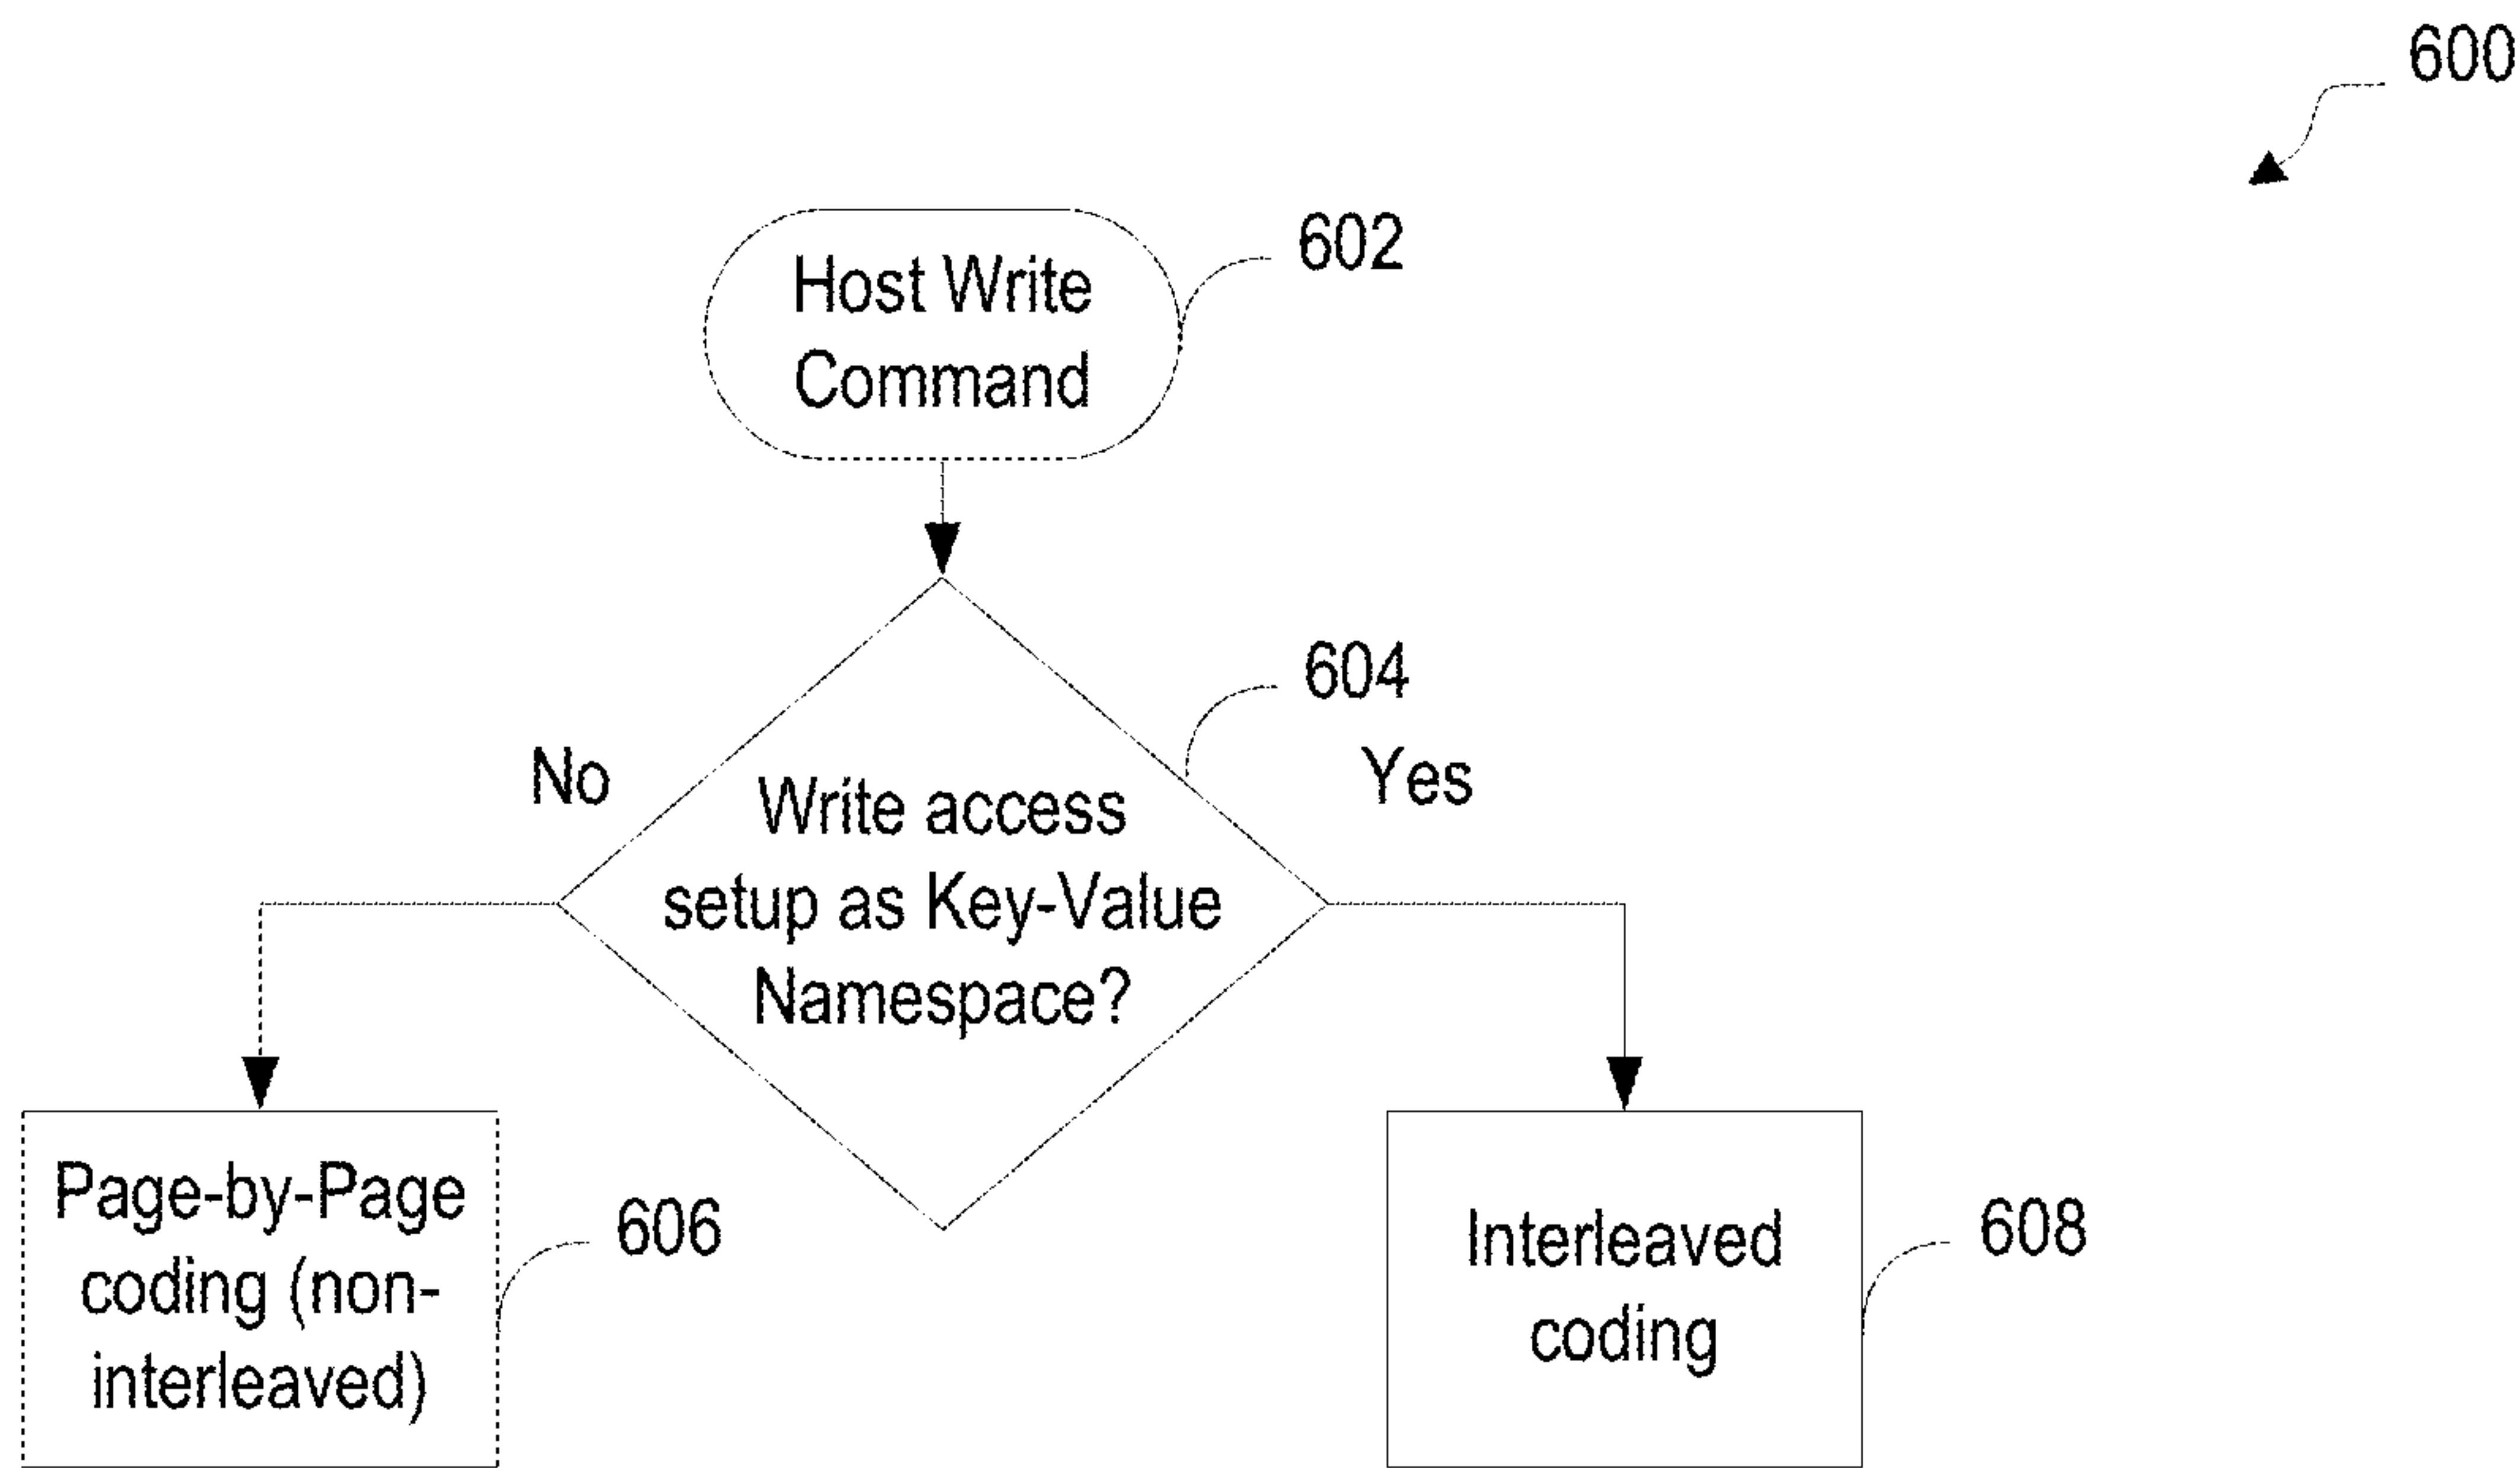 600
Host Write
Command
602
604
No
Yes
Write access
setup as Key-Value
Namespace?
Page-by-Page
coding (non-
interleaved)
606
Interleaved
coding
608